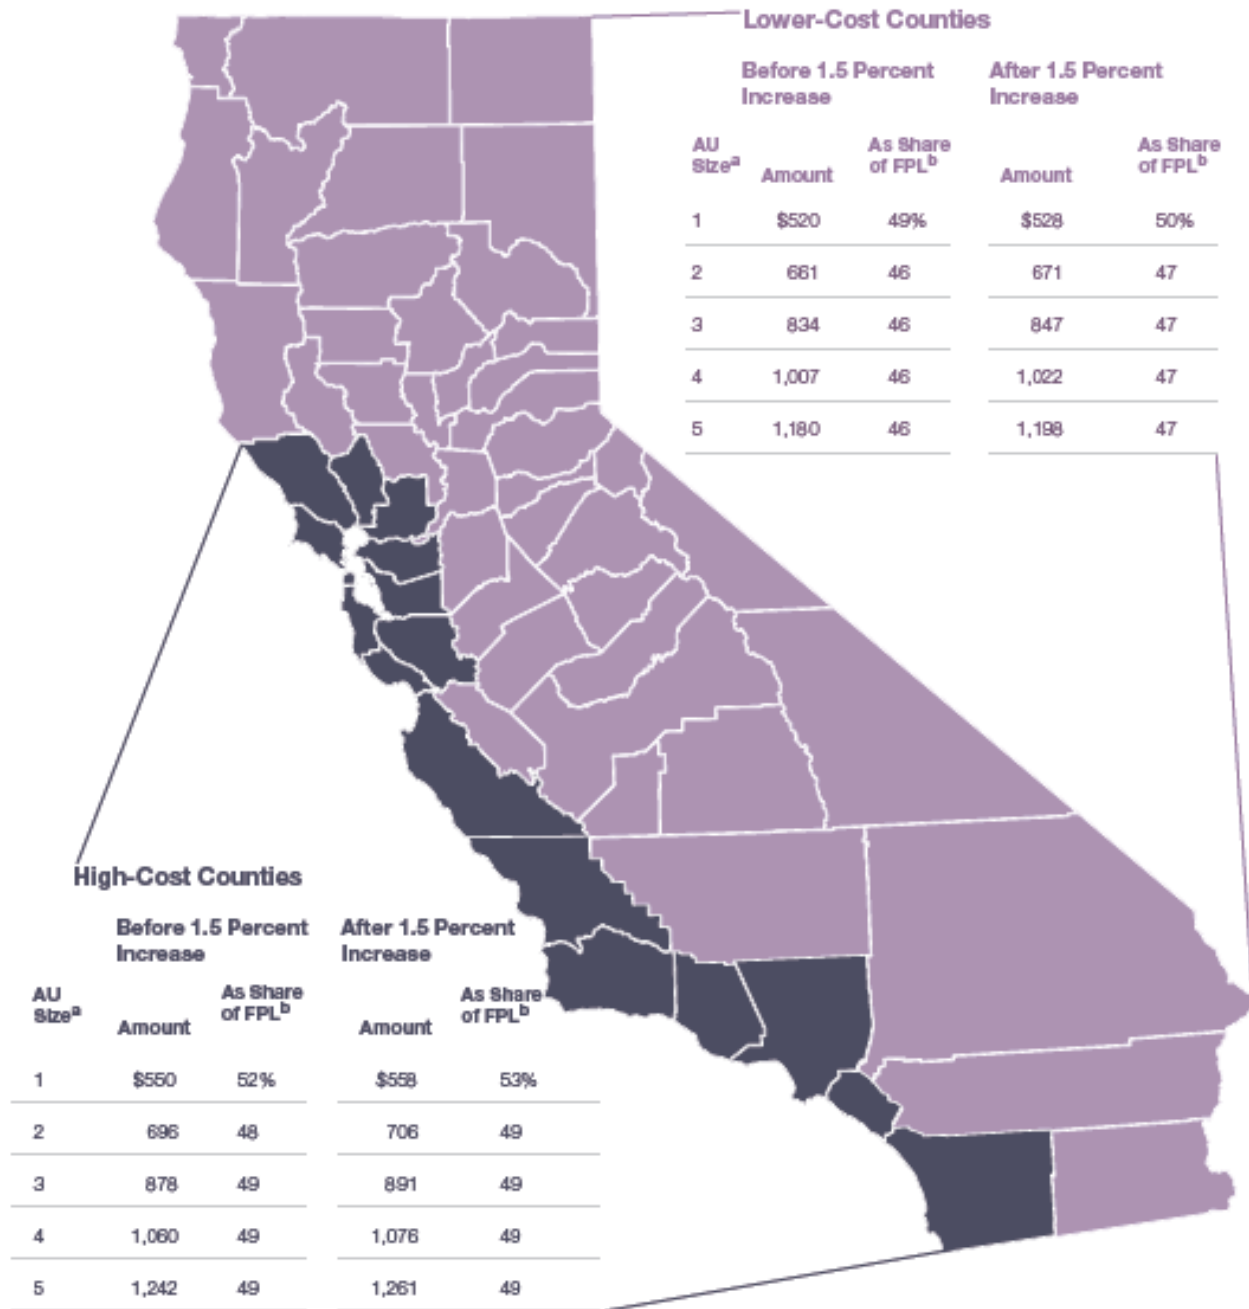 Lower-Cost Counties
Before 1.5 Percent Increase
After 1.5 Percent Increase
AU Sizea Amount As Share of FPLb Amount As Share of FPLb
1 $520 49% $528 50%
2 661 46 671 47
3 834 46 847 47
4 1,007 46 1,022 47
5 1,180 46 1,198 47
High-Cost Counties
Before 1.5 Percent Increase
After 1.5 Percent Increase
AU Sizea Amount As Share of FPLb Amount As Share of FPLb
1 $550 52% $558 53%
2 696 48 706 49
3 878 49 891 49
4 1,060 49 1,076 49
5 1,242 49 1,261 49